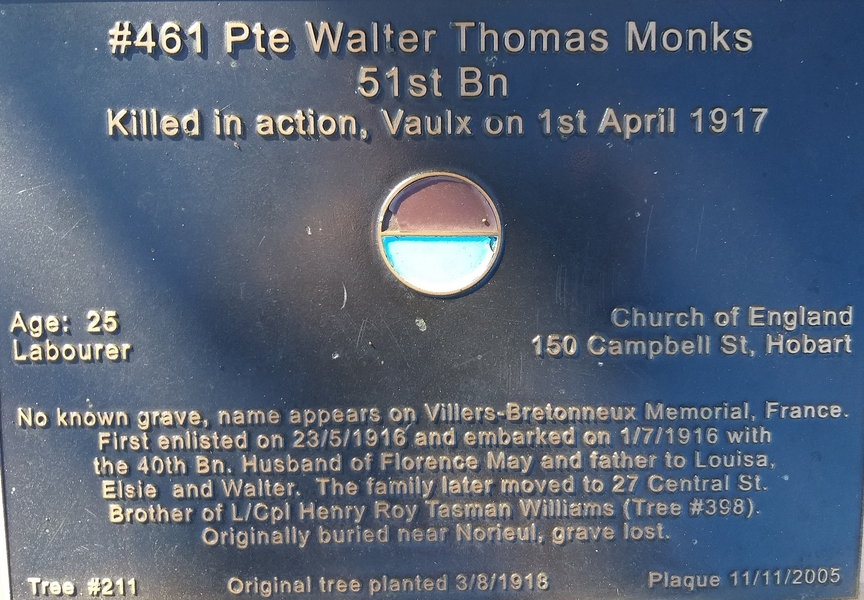 #461 Pte Walter Thomas Monks
51st Bn
Killed in action, Vaulx on 1st April 1917
Age: 25
Labourer
Church of England
150 Campbell St, Hobart
No known grave, name appears on Villers-Bretonneux Memorial, France.
First enlisted on 23/5/1916 and embarked on 1/7/1916 with
the 40th Bn. Husband of Florence May and father to Louisa,
Elsie and Walter. The family later moved to 27 Central St.
Brother of L/Cpl Henry Roy Tasman Williams (Tree #398).
Originally buried near Norieul, grave lost.
Tree #211
Original tree planted 3/8/1918
Plaque 11/11/2005